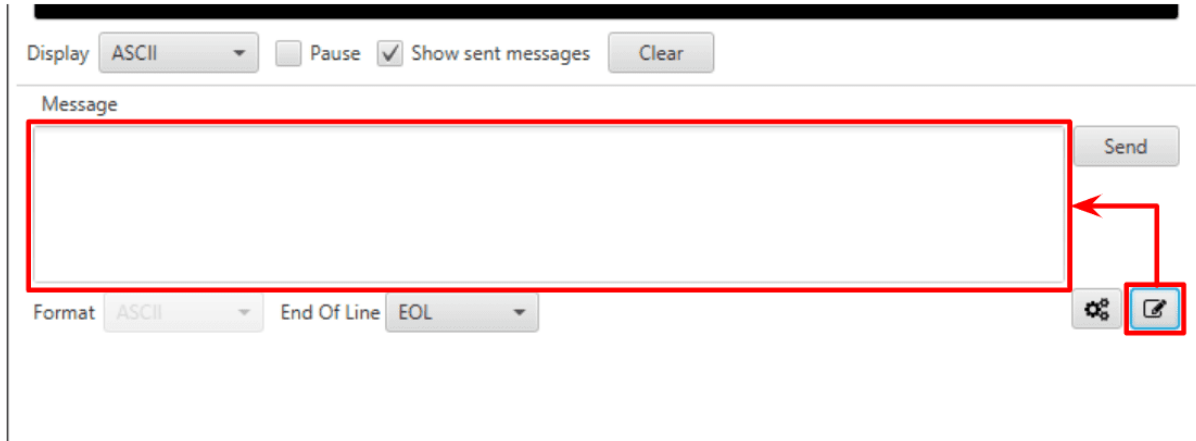 Display ASCII Pause Show sent messages Clear
Message
Send
Format ASCII End Of Line EOL